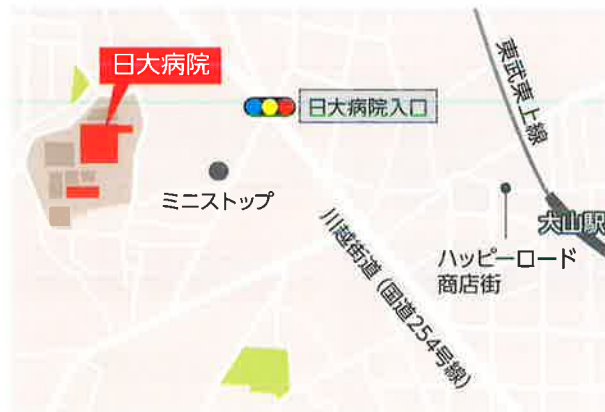 日大病院
日大病院入口
東武東上線
ミニストップ
川越街道 (国道254号線)
大山駅
ハッピーロード
商店街